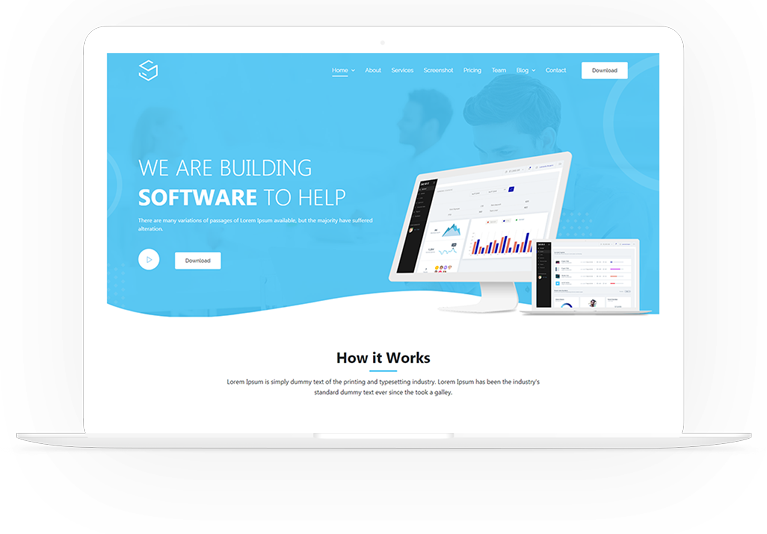 Home About Services Screenshot Pricing Team Blog Contact Download
WE ARE BUILDING
SOFTWARE TO HELP
There are many variations of passages of Lorem Ipsum available, but the majority have suffered
alteration.
Download
How it Works
Lorem Ipsum is simply dummy text of the printing and typesetting industry. Lorem Ipsum has been the industry's
standard dummy text ever since the took a galley.